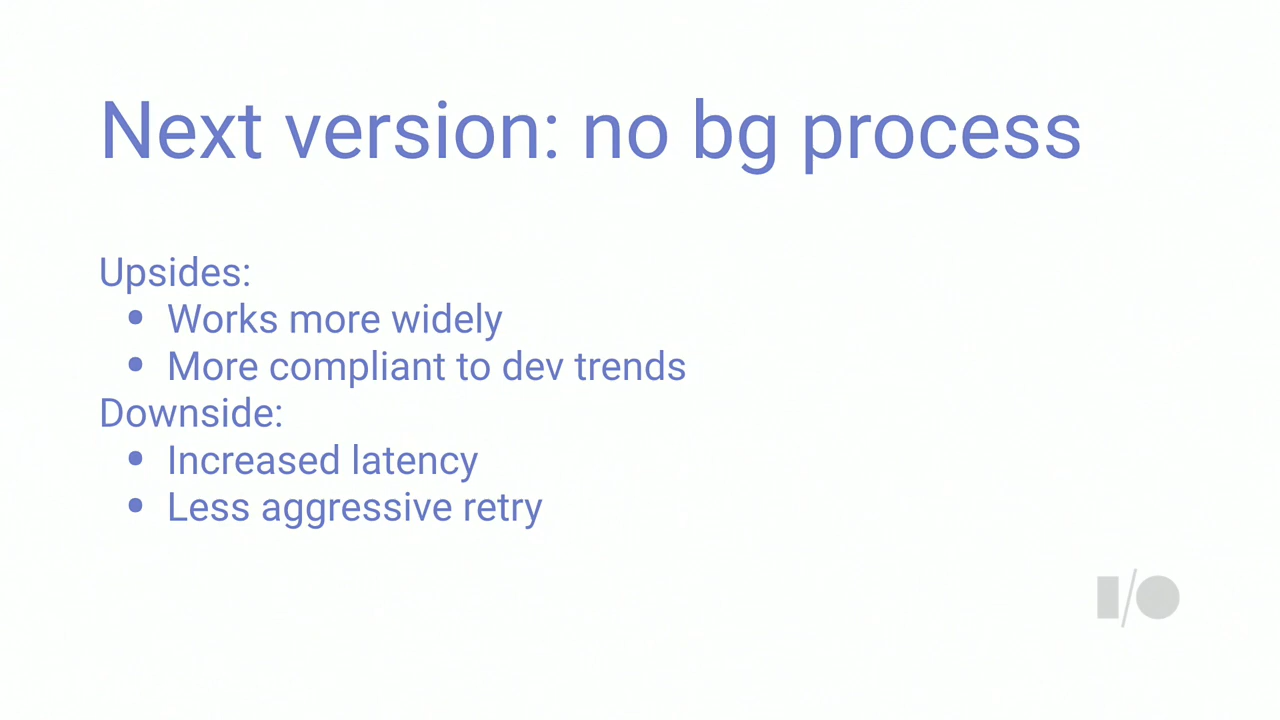 Next version: no bg process
Upsides:
• Works more widely
• More compliant to dev trends
Downside:
• Increased latency
• Less aggressive retry
I/O